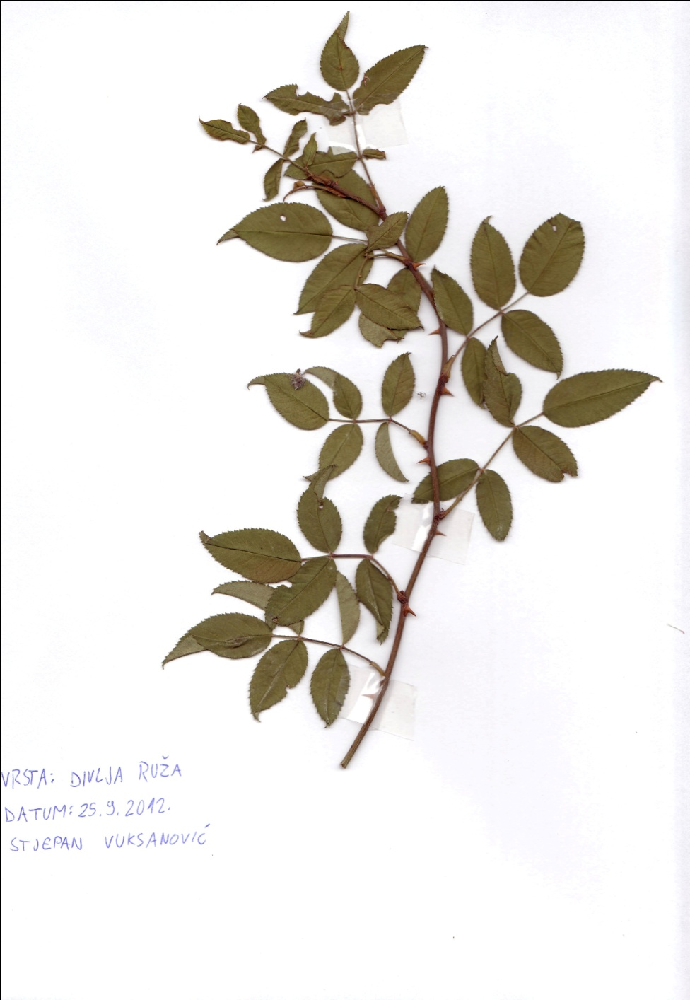 VRSTA: DIVLJA RUŽA
DATUM: 25.9.2012.
STJEPAN VUKSANOVIĆ